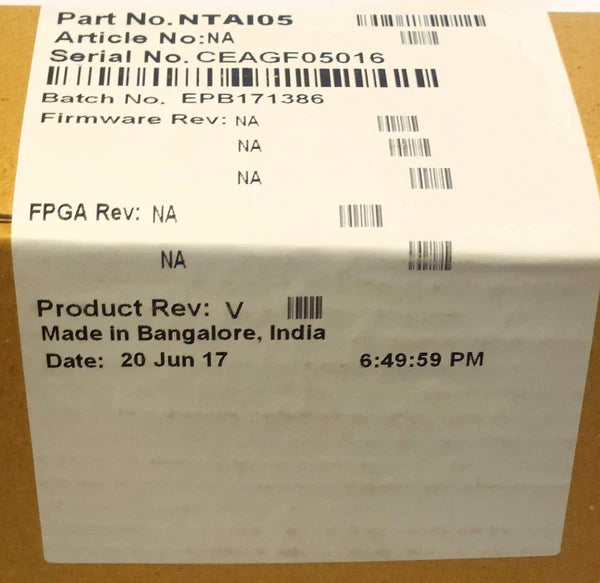 Part No. NTAI05
Article No: NA
Serial No. CEAGF05016
Batch No. EPB171386
Firmware Rev: NA
NA
NA
FPGA Rev: NA
NA
Product Rev: V
Made in Bangalore, India
Date: 20 Jun 17 6:49:59 PM